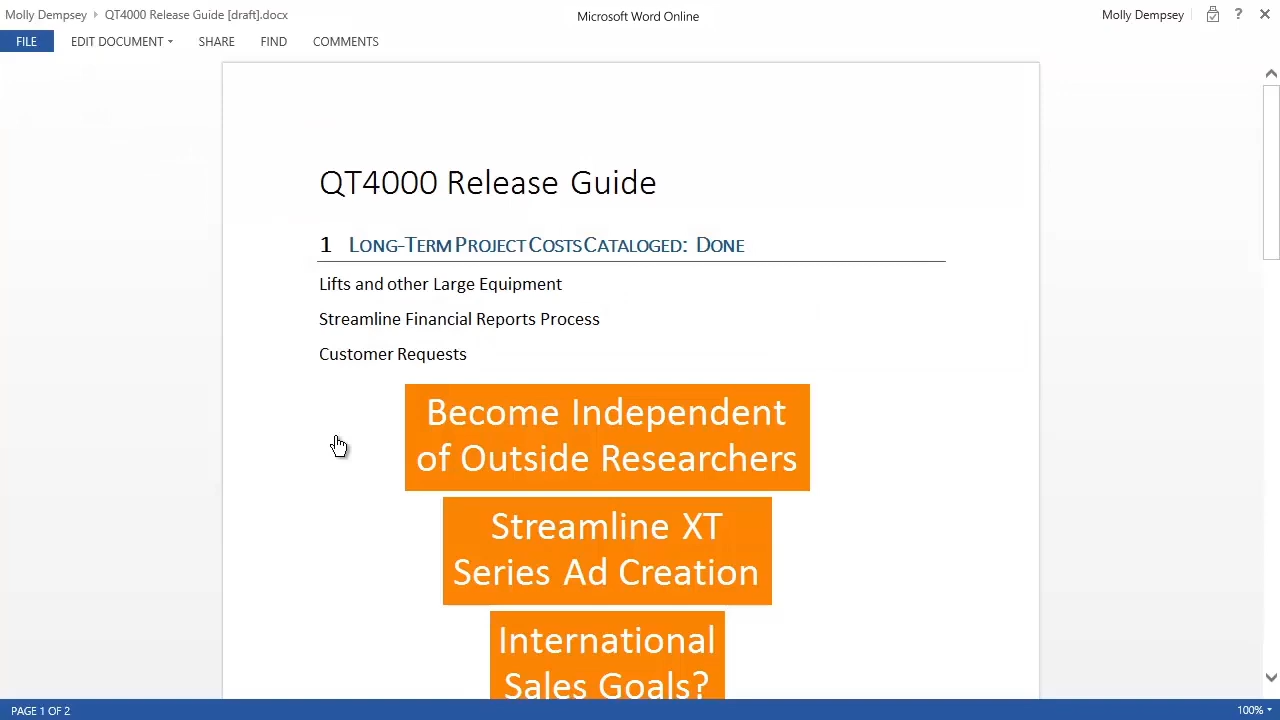 Molly Dempsey QT4000 Release Guide [draft].docx
Microsoft Word Online
Molly Dempsey ?
FILE EDIT DOCUMENT SHARE FIND COMMENTS
QT4000 Release Guide
1 LONG-TERM PROJECT COSTS CATALOGED: DONE
Lifts and other Large Equipment
Streamline Financial Reports Process
Customer Requests
Become Independent
of Outside Researchers
Streamline XT
Series Ad Creation
International
Sales Goals?
PAGE 1 OF 2
100%